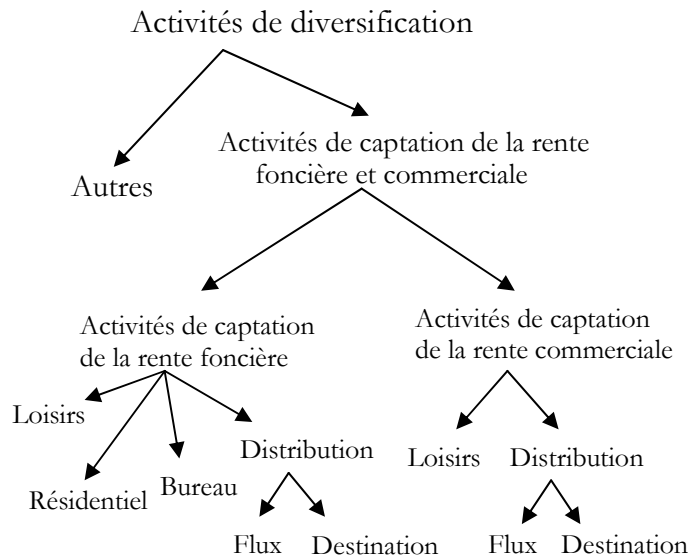 Activités de diversification
Activités de captation de la rente
foncière et commerciale
Autres
Activités de captation
de la rente foncière
Activités de captation
de la rente commerciale
Loisirs
Résidentiel
Bureau
Distribution
Loisirs
Distribution
Flux
Destination
Flux
Destination